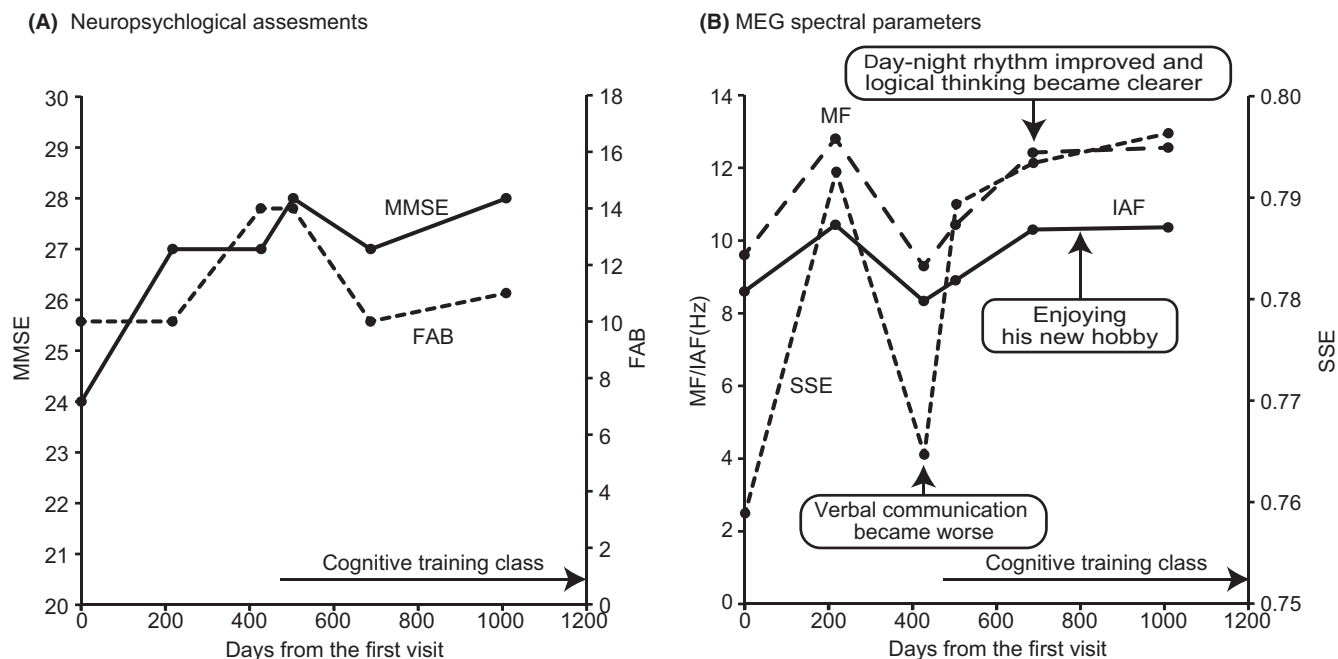 (A) Neuropsychlogical assesments
30
29
28
27
26
25
24
23
22
21
20
MMSE
18
16
14
12
10
8
6
4
2
0
FAB
MMSE
FAB
Cognitive training class
0 200 400 600 800 1000 1200
Days from the first visit
(B) MEG spectral parameters
Day-night rhythm improved and
logical thinking became clearer
14
12
10
8
6
4
2
0
MF/IAF(Hz)
0.80
0.79
0.78
0.77
0.76
0.75
SSE
MF
IAF
SSE
Enjoying
his new hobby
Verbal communication
became worse
Cognitive training class
0 200 400 600 800 1000 1200
Days from the first visit